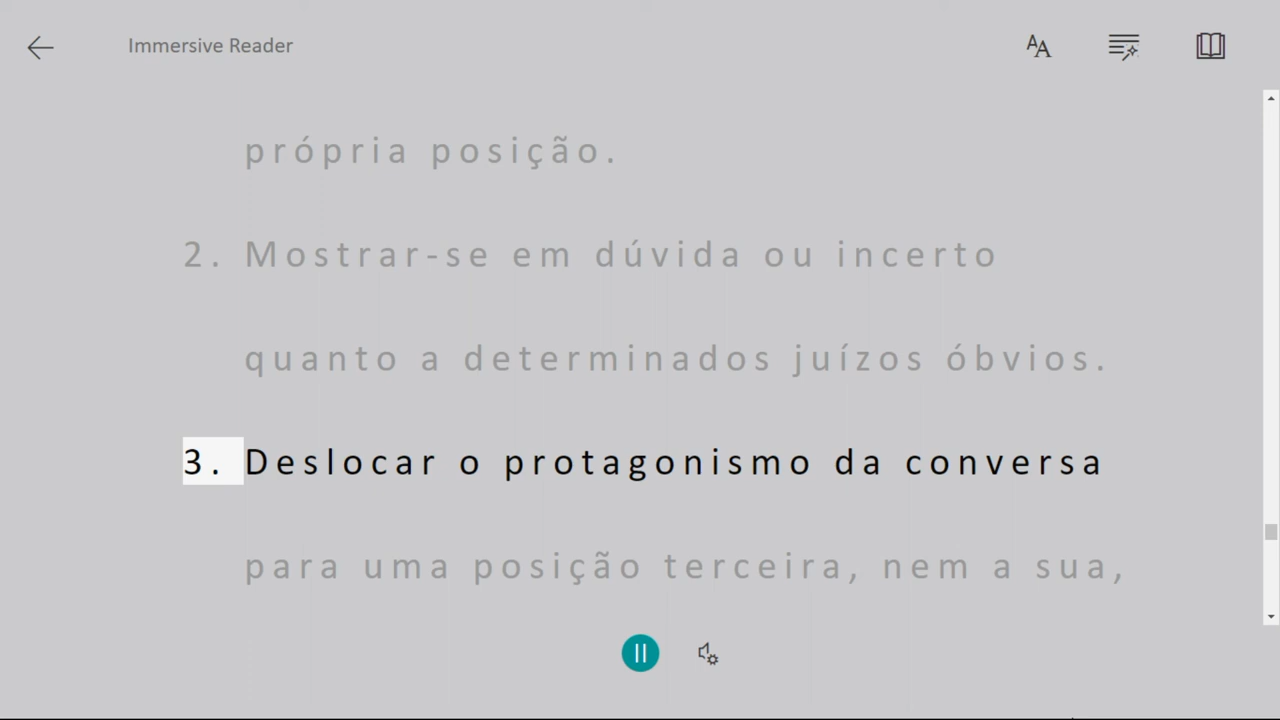 Immersive Reader
própria posição.
2. Mostrar-se em dúvida ou incerto
quanto a determinados juízos óbvios.
3. Deslocar o protagonismo da conversa
para uma posição terceira, nem a sua,